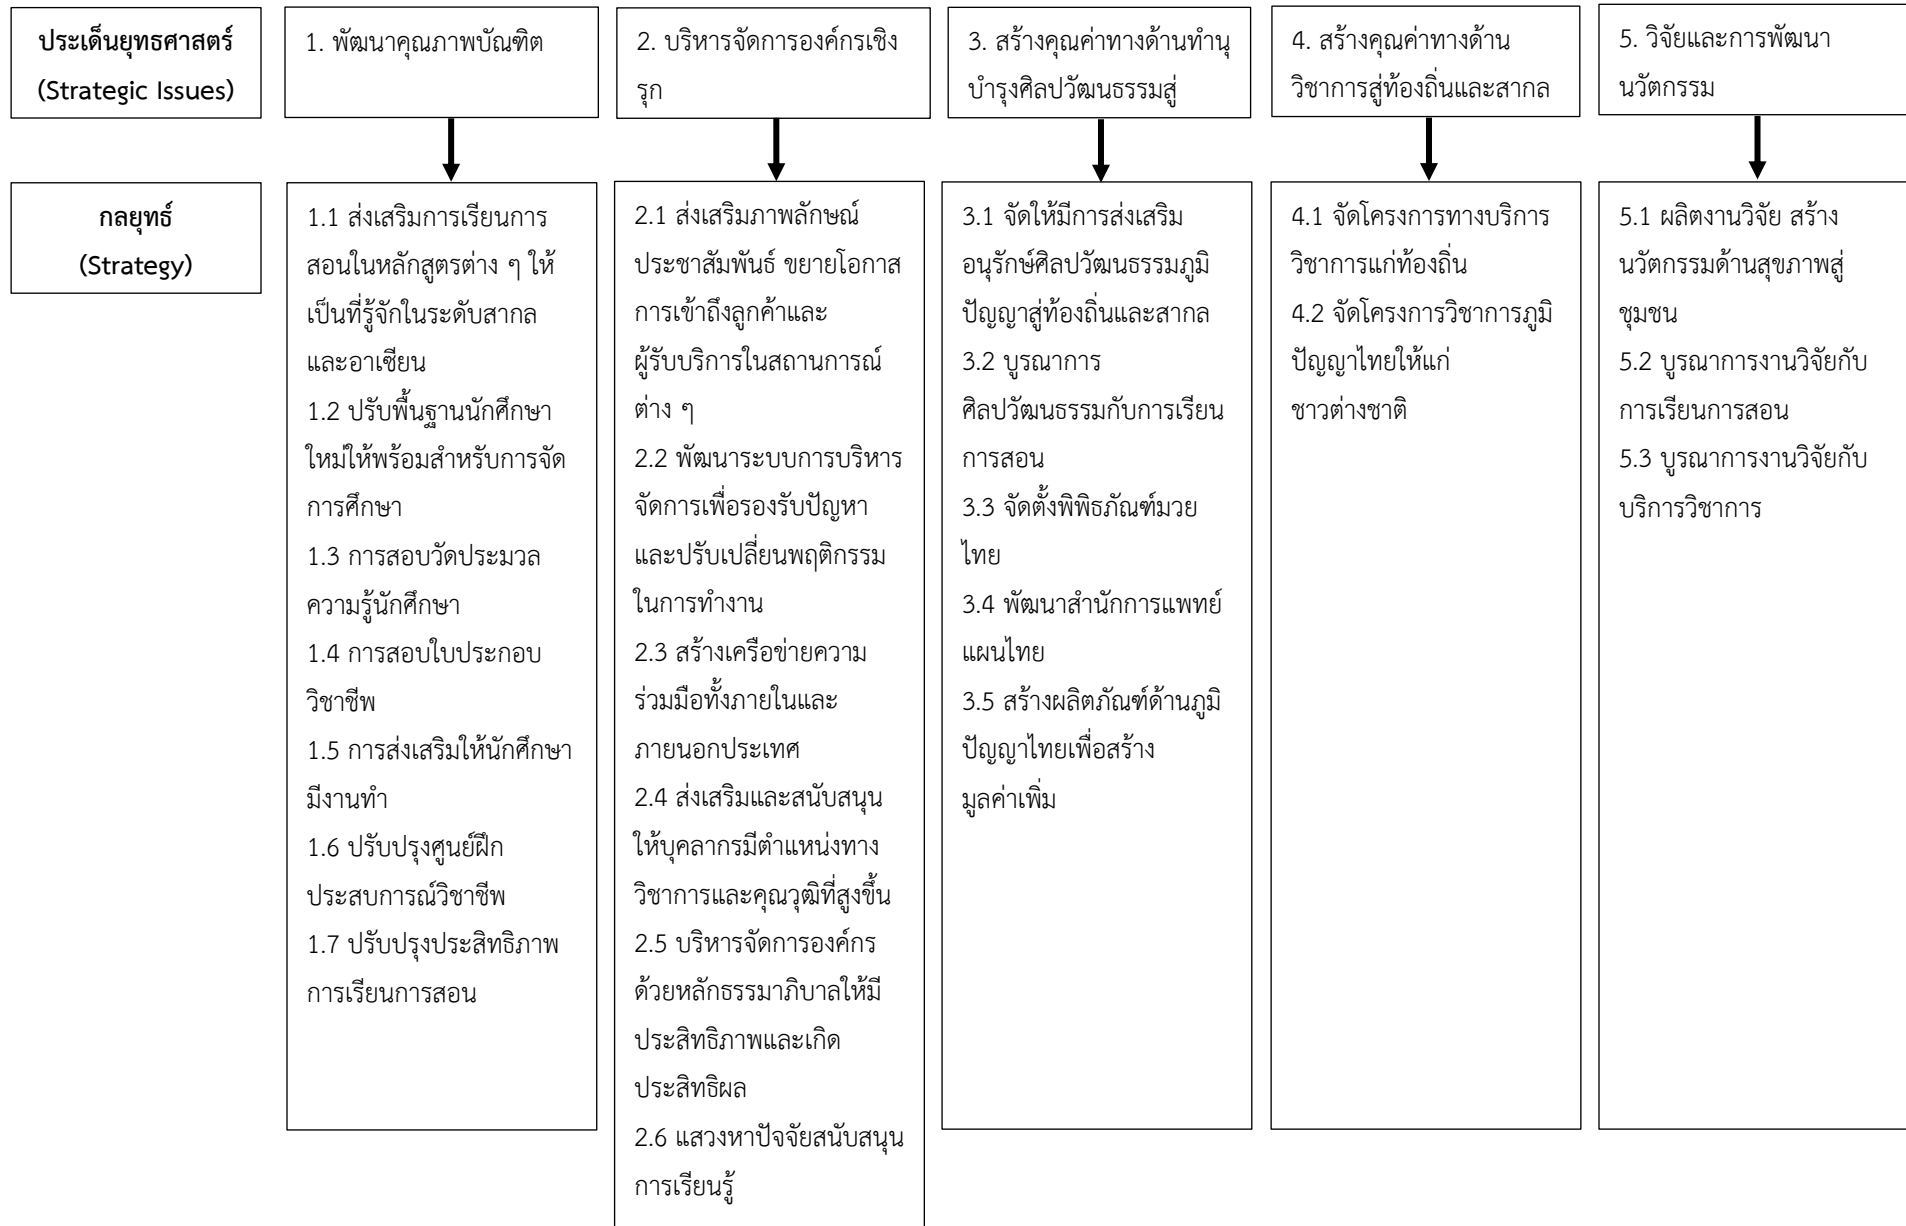 ประเด็นยุทธศาสตร์
(Strategic Issues)
1. พัฒนาคุณภาพบัณฑิต
2. บริหารจัดการองค์กรเชิง
รุก
3. สร้างคุณค่าทางด้านทำนุ
บำรุงศิลปวัฒนธรรมสู่
4. สร้างคุณค่าทางด้าน
วิชาการสู่ท้องถิ่นและสากล
5. วิจัยและการพัฒนา
นวัตกรรม
กลยุทธ์
(Strategy)
1.1 ส่งเสริมการเรียนการ
สอนในหลักสูตรต่าง ๆ ให้
เป็นที่รู้จักในระดับสากล
และอาเซียน
1.2 ปรับพื้นฐานนักศึกษา
ใหม่ให้พร้อมสำหรับการจัด
การศึกษา
1.3 การสอบวัดประมวล
ความรู้นักศึกษา
1.4 การสอบใบประกอบ
วิชาชีพ
1.5 การส่งเสริมให้นักศึกษา
มีงานทำ
1.6 ปรับปรุงศูนย์ฝึก
ประสบการณ์วิชาชีพ
1.7 ปรับปรุงประสิทธิภาพ
การเรียนการสอน
2.1 ส่งเสริมภาพลักษณ์
ประชาสัมพันธ์ ขยายโอกาส
การเข้าถึงลูกค้าและ
ผู้รับบริการในสถานการณ์
ต่าง ๆ
2.2 พัฒนาระบบการบริหาร
จัดการเพื่อรองรับปัญหา
และปรับเปลี่ยนพฤติกรรม
ในการทำงาน
2.3 สร้างเครือข่ายความ
ร่วมมือทั้งภายในและ
ภายนอกประเทศ
2.4 ส่งเสริมและสนับสนุน
ให้บุคลากรมีตำแหน่งทาง
วิชาการและคุณวุฒิที่สูงขึ้น
2.5 บริหารจัดการองค์กร
ด้วยหลักธรรมาภิบาลให้มี
ประสิทธิภาพและเกิด
ประสิทธิผล
2.6 แสวงหาปัจจัยสนับสนุน
การเรียนรู้
3.1 จัดให้มีการส่งเสริม
อนุรักษ์ศิลปวัฒนธรรมภูมิ
ปัญญาสู่ท้องถิ่นและสากล
3.2 บูรณาการ
ศิลปวัฒนธรรมกับการเรียน
การสอน
3.3 จัดตั้งพิพิธภัณฑ์มวย
ไทย
3.4 พัฒนาสำนักการแพทย์
แผนไทย
3.5 สร้างผลิตภัณฑ์ด้านภูมิ
ปัญญาไทยเพื่อสร้าง
มูลค่าเพิ่ม
4.1 จัดโครงการทางบริการ
วิชาการแก่ท้องถิ่น
4.2 จัดโครงการวิชาการภูมิ
ปัญญาไทยให้แก่
ชาวต่างชาติ
5.1 ผลิตงานวิจัย สร้าง
นวัตกรรมด้านสุขภาพสู่
ชุมชน
5.2 บูรณาการงานวิจัยกับ
การเรียนการสอน
5.3 บูรณาการงานวิจัยกับ
บริการวิชาการ